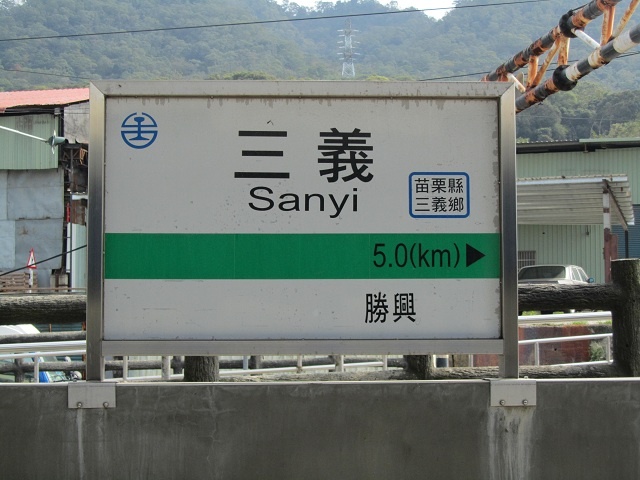 三義
Sanyi
苗栗縣
三義鄉
5.0(km)▶
勝興